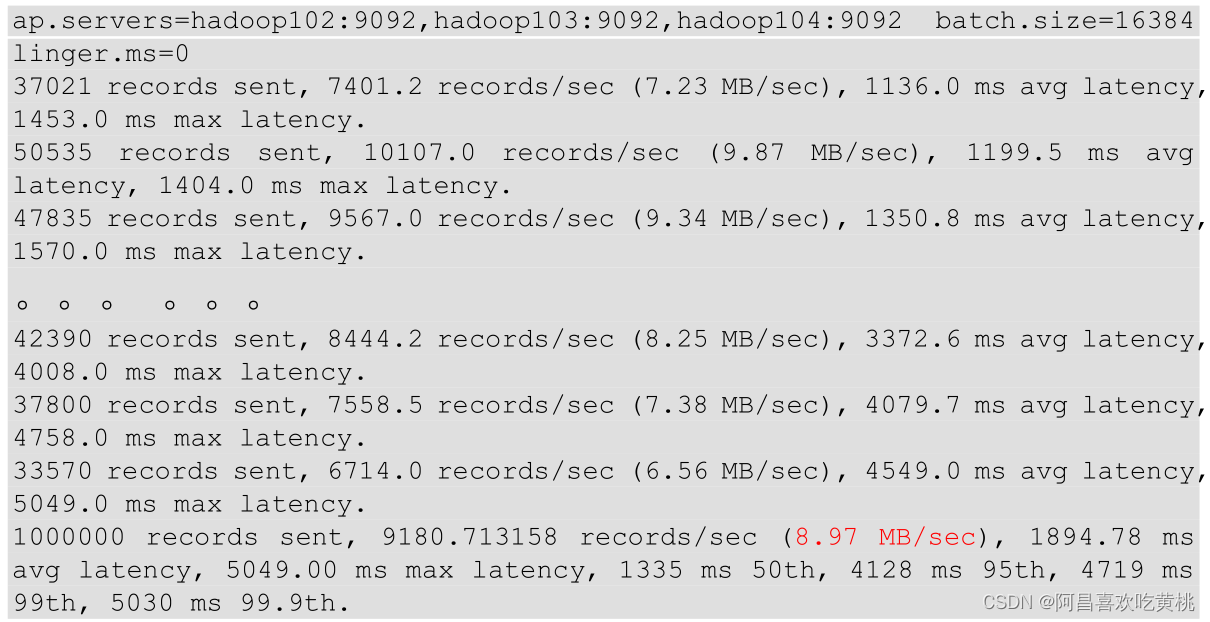 ap.servers=hadoop102:9092,hadoop103:9092,hadoop104:9092 batch.size=16384
linger.ms=0
37021 records sent, 7401.2 records/sec (7.23 MB/sec), 1136.0 ms avg latency,
1453.0 ms max latency.
50535 records sent, 10107.0 records/sec (9.87 MB/sec), 1199.5 ms avg
latency, 1404.0 ms max latency.
47835 records sent, 9567.0 records/sec (9.34 MB/sec), 1350.8 ms avg latency,
1570.0 ms max latency.
。。。 。。。
42390 records sent, 8444.2 records/sec (8.25 MB/sec), 3372.6 ms avg latency,
4008.0 ms max latency.
37800 records sent, 7558.5 records/sec (7.38 MB/sec), 4079.7 ms avg latency,
4758.0 ms max latency.
33570 records sent, 6714.0 records/sec (6.56 MB/sec), 4549.0 ms avg latency,
5049.0 ms max latency.
1000000 records sent, 9180.713158 records/sec (8.97 MB/sec), 1894.78 ms
avg latency, 5049.00 ms max latency, 1335 ms 50th, 4128 ms 95th, 4719 ms
99th, 5030 ms 99.9th.
CSDN @阿昌喜欢吃黄桃